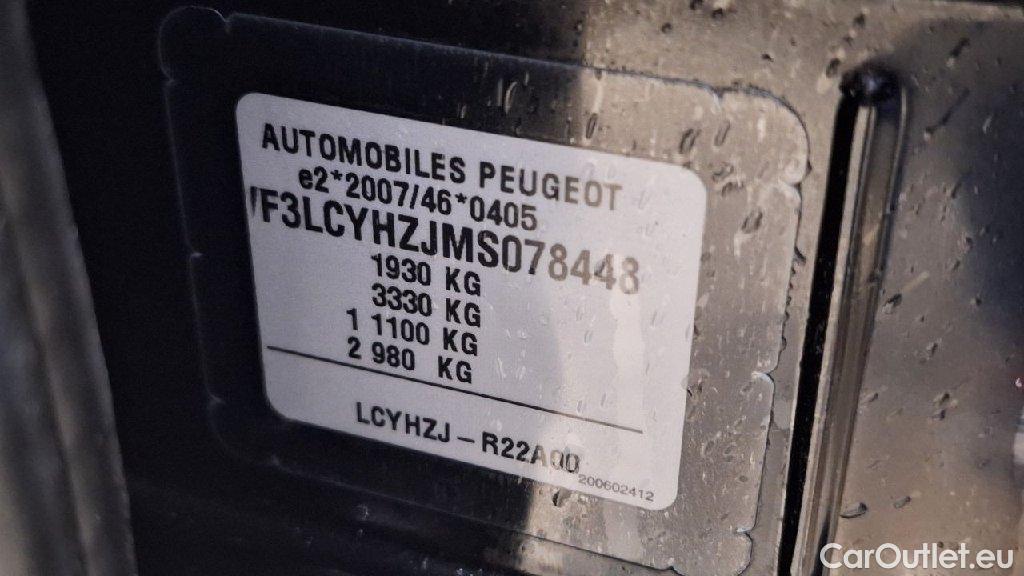 AUTOMOBILES PEUGEOT
e2*2007/46*0405
VF3LCYHZJMS078448
1930 KG
3330 KG
1 1100 KG
2 980 KG
LCYHZJ – R22A00
200602412
CarOutlet.eu